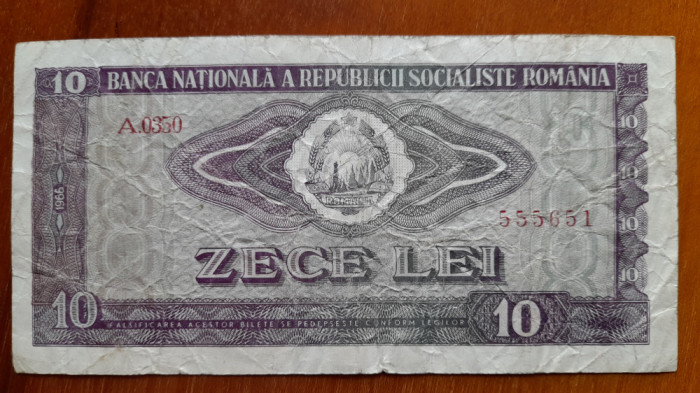 10 BANCA NAȚIONALĂ A REPUBLICII SOCIALISTE ROMÂNIA
A.0350
10
10
1966
10
555651
10
10
ZECE LEI
10
FALSIFICAREA ACESTOR BILETE SE PEDEPSEȘTE CONFORM LEGILOR
10